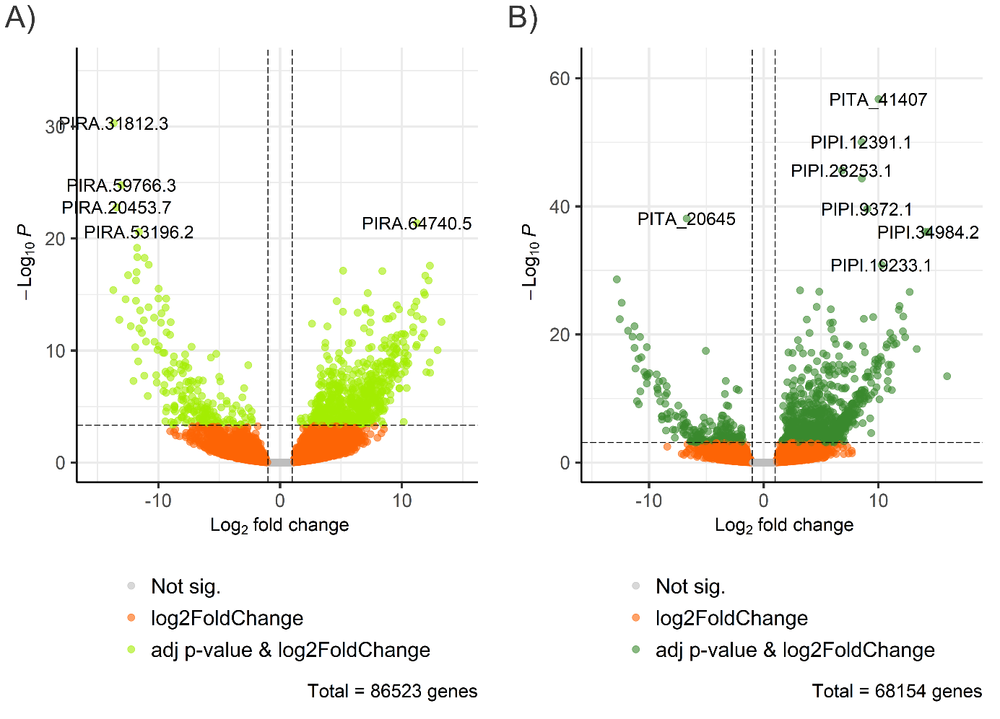 A)
PIRA.31812.3
PIRA.59766.3
PIRA.20453.7
PIRA.53196.2
PIRA.64740.5
30
20
10
0
−Log10 P
-10 0 10
Log2 fold change
Not sig.
log2FoldChange
adj p-value & log2FoldChange
Total = 86523 genes
B)
PITA_41407
PIPI.12391.1
PIPI.28253.1
PIPI.9372.1
PITA_20645
PIPI.34984.2
PIPI.19233.1
60
40
20
0
−Log10 P
-10 0 10
Log2 fold change
Not sig.
log2FoldChange
adj p-value & log2FoldChange
Total = 68154 genes